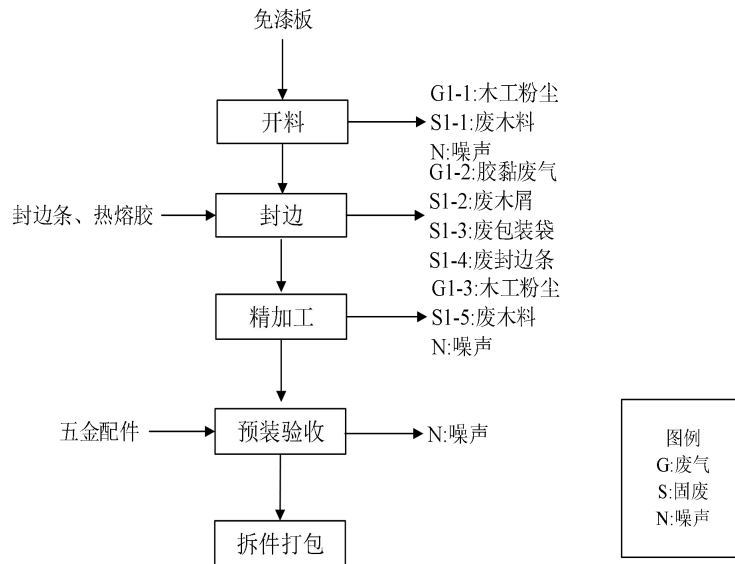 免漆板
开料
G1-1:木工粉尘
S1-1:废木料
N:噪声
封边条、热熔胶
封边
G1-2:胶黏废气
S1-2:废木屑
S1-3:废包装袋
S1-4:废封边条
精加工
G1-3:木工粉尘
S1-5:废木料
N:噪声
五金配件
预装验收
N:噪声
拆件打包
图例
G:废气
S:固废
N:噪声